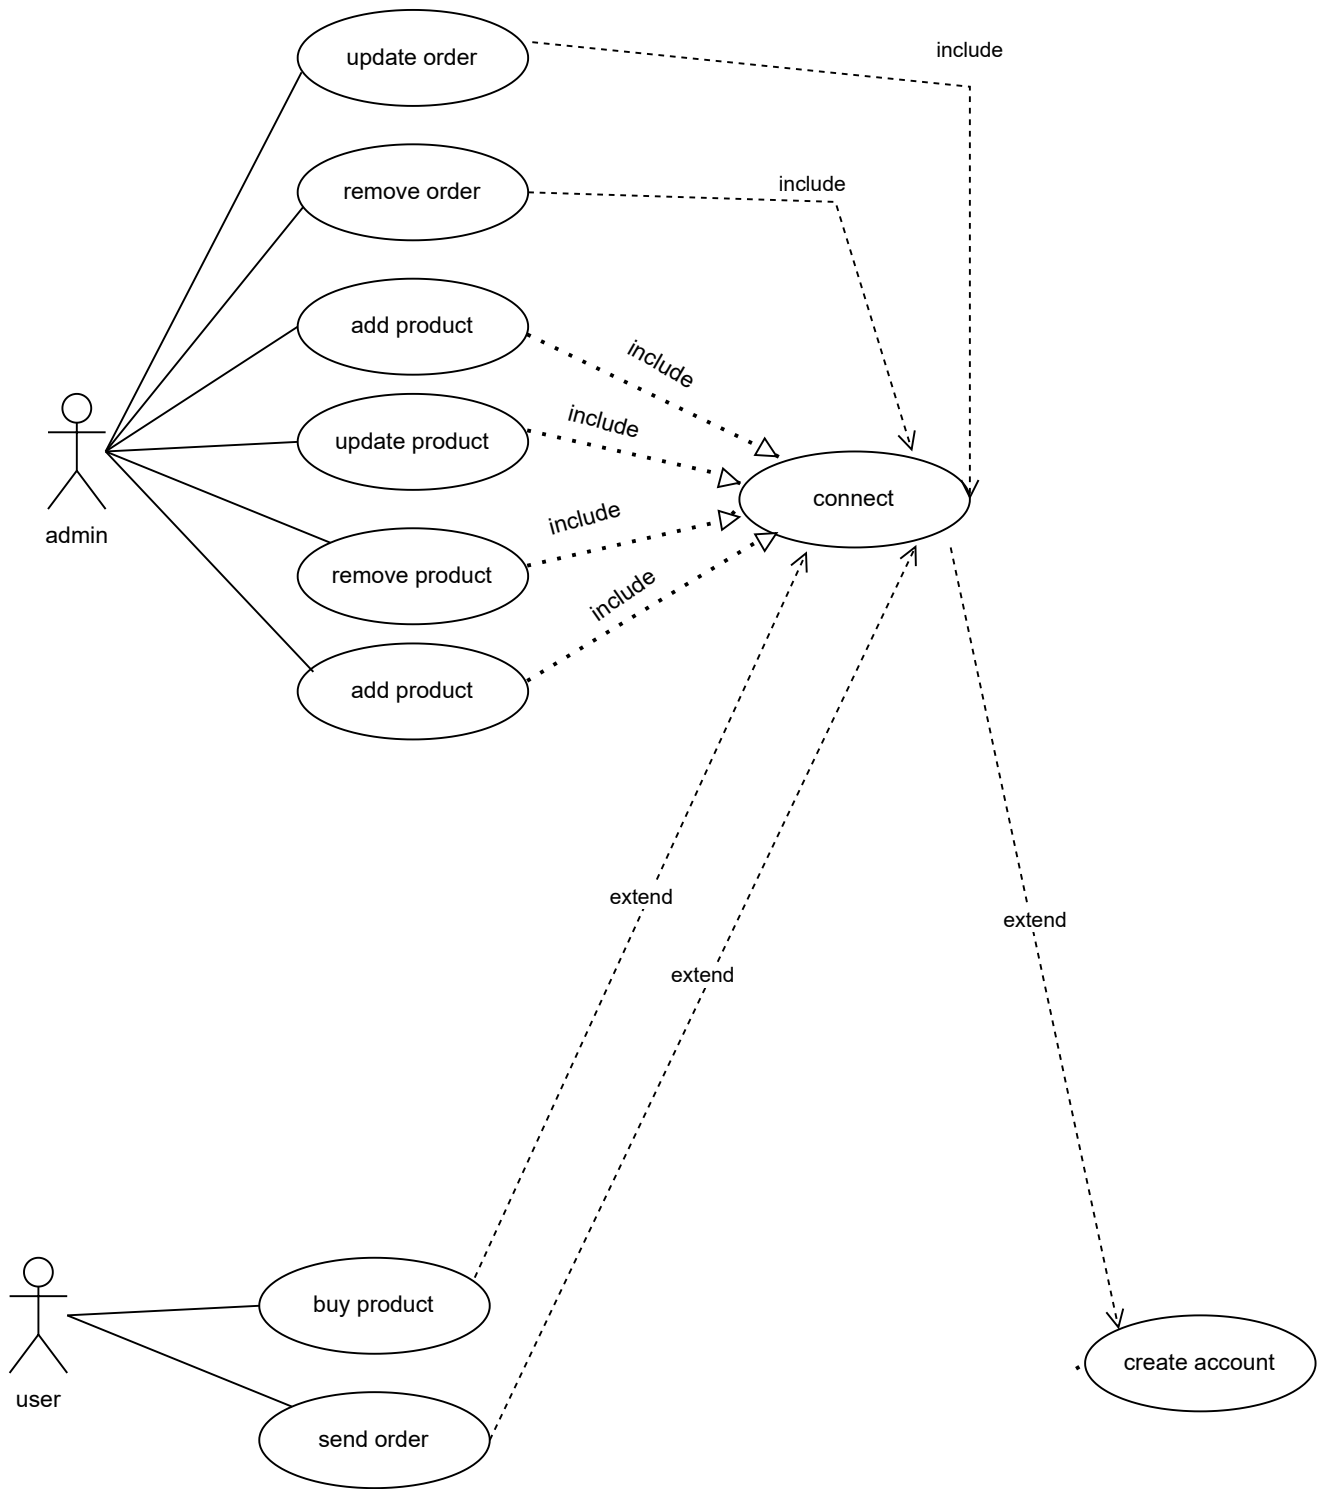 update order
include
remove order
include
add product
include
update product
include
connect
admin
include
remove product
include
add product
extend
extend
extend
buy product
create account
user
send order